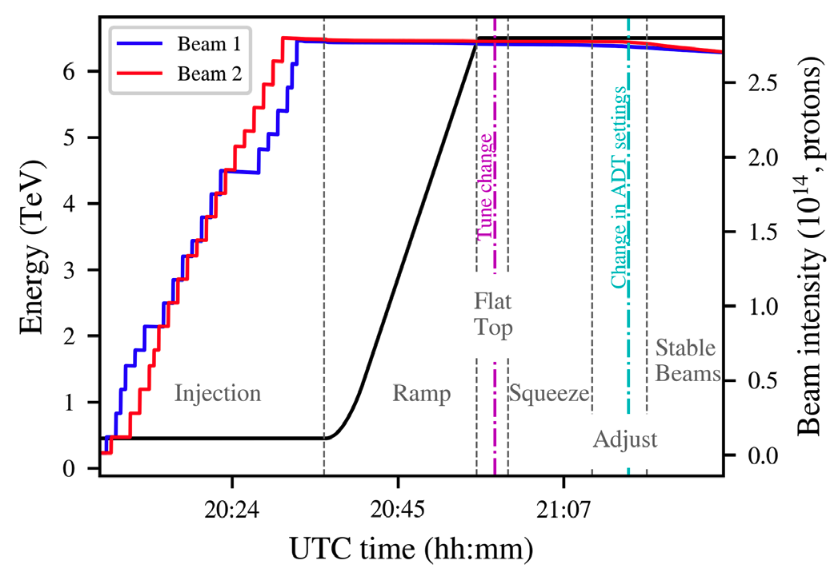 Beam 1
Beam 2
6
5
4
3
2
1
0
Energy (TeV)
2.5
2.0
1.5
1.0
0.5
0.0
Beam intensity (10¹⁴, protons)
Tune change
Change in ADT settings
Flat
Top
Stable
Beams
Injection
Ramp
Squeeze
Adjust
20:24
20:45
21:07
UTC time (hh:mm)